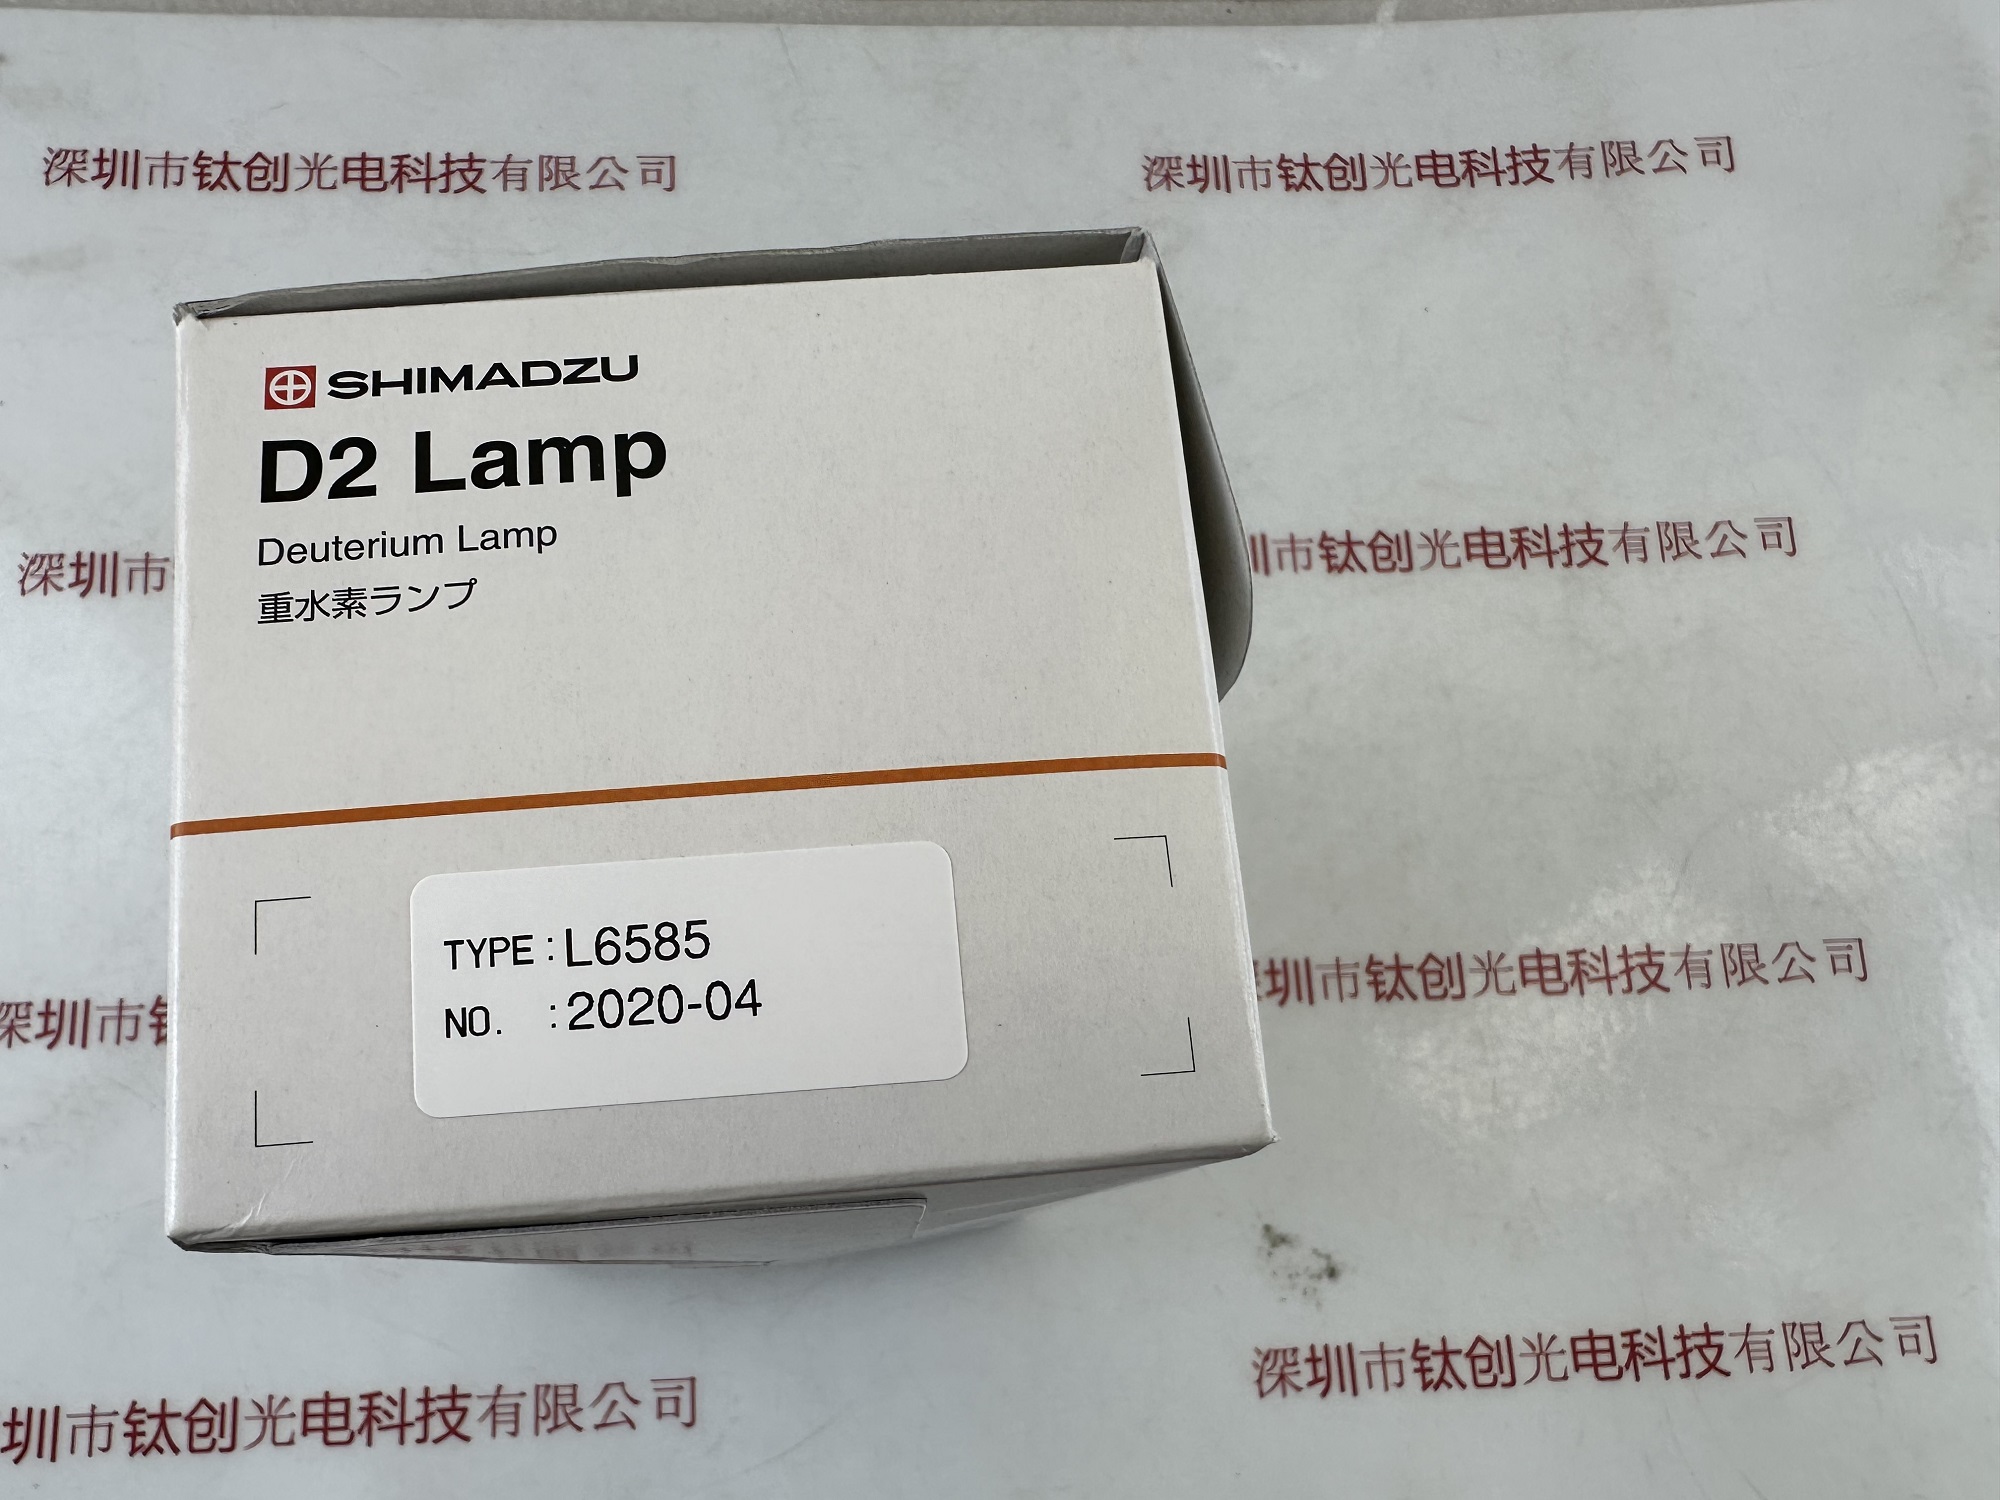 深圳市钛创光电科技有限公司
深圳市钛创光电科技有限公司
SHIMADZU
D2 Lamp
Deuterium Lamp
重水素ランプ
深圳市
圳市钛创光电科技有限公司
TYPE : L6585
NO. : 2020-04
深圳市钛
圳市钛创光电科技有限公司
深圳市钛创光电科技有限公司
圳市钛创光电科技有限公司